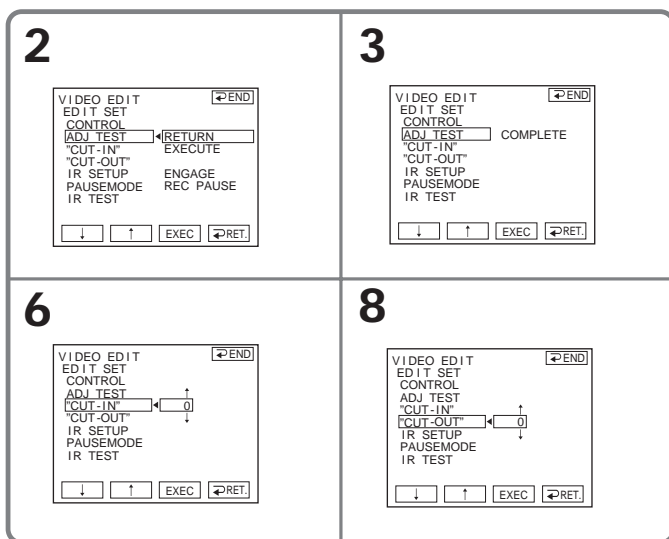 2
VIDEO EDIT ⮐END
EDIT SET
CONTROL
ADJ TEST RETURN
"CUT-IN" EXECUTE
"CUT-OUT"
IR SETUP ENGAGE
PAUSEMODE REC PAUSE
IR TEST
↓ ↑ EXEC ⮐RET.
3
VIDEO EDIT ⮐END
EDIT SET
CONTROL
ADJ TEST COMPLETE
"CUT-IN"
"CUT-OUT"
IR SETUP
PAUSEMODE
IR TEST
↓ ↑ EXEC ⮐RET.
6
VIDEO EDIT ⮐END
EDIT SET
CONTROL
ADJ TEST ↑
"CUT-IN" 0
"CUT-OUT" ↓
IR SETUP
PAUSEMODE
IR TEST
↓ ↑ EXEC ⮐RET.
8
VIDEO EDIT ⮐END
EDIT SET
CONTROL
ADJ TEST
"CUT-IN" ↑
"CUT-OUT" 0
IR SETUP ↓
PAUSEMODE
IR TEST
↓ ↑ EXEC ⮐RET.